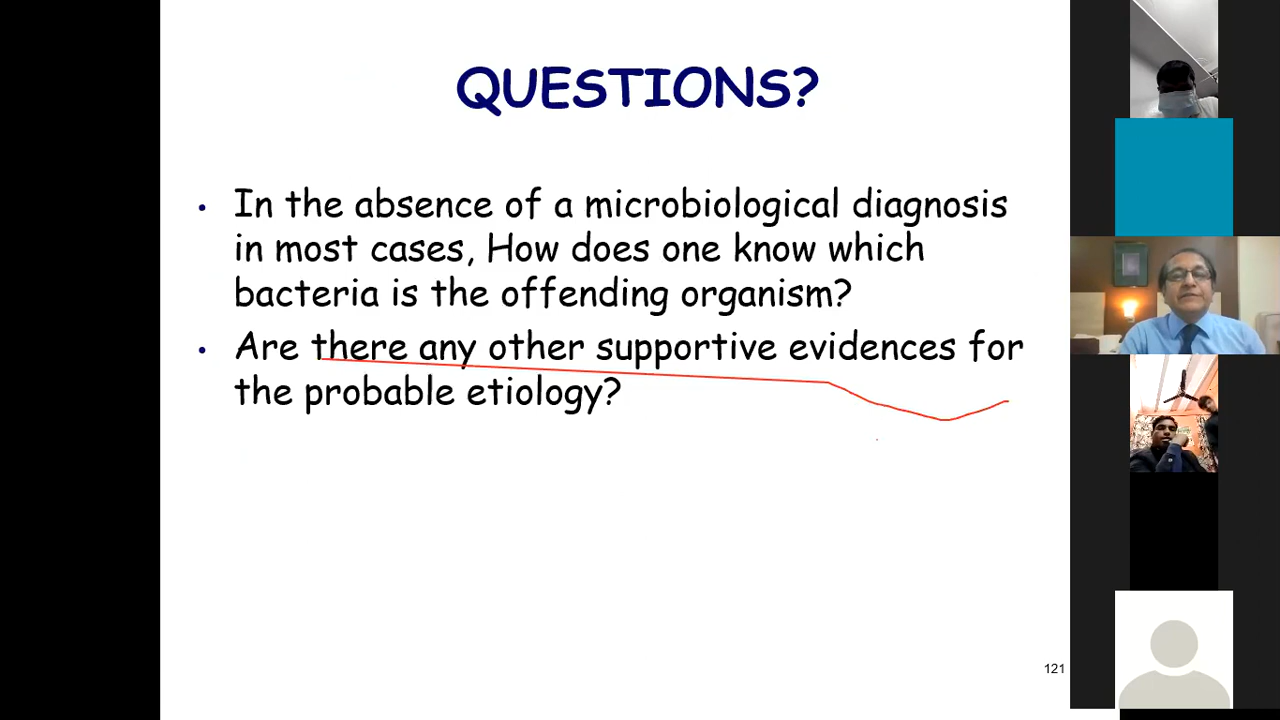 QUESTIONS?
• In the absence of a microbiological diagnosis
in most cases, How does one know which
bacteria is the offending organism?
• Are there any other supportive evidences for
the probable etiology?
121